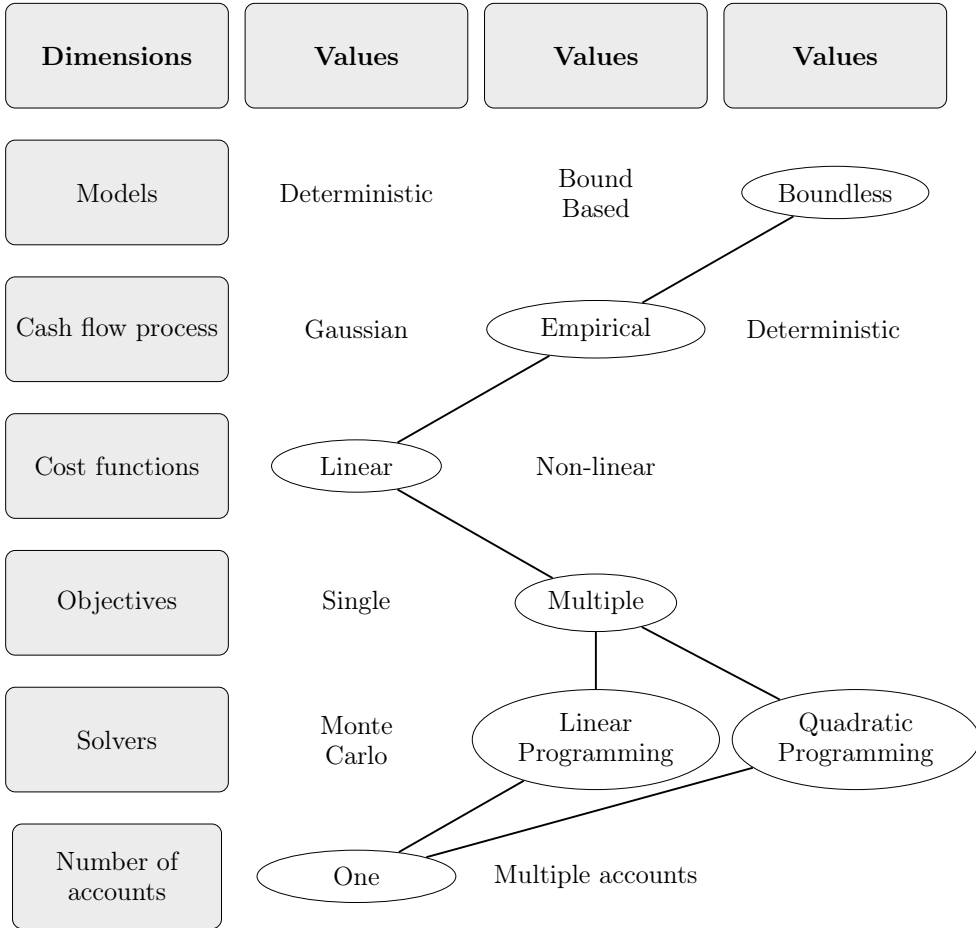 Dimensions
Values
Values
Values
Models
Deterministic
Bound
Based
Boundless
Cash flow process
Gaussian
Empirical
Deterministic
Cost functions
Linear
Non-linear
Objectives
Single
Multiple
Solvers
Monte
Carlo
Linear
Programming
Quadratic
Programming
Number of
accounts
One
Multiple accounts